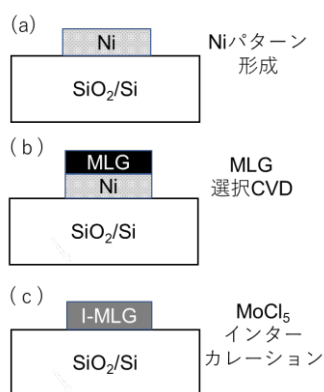 (a)
Ni
SiO₂/Si
Niパターン
形成
(b)
MLG
Ni
SiO₂/Si
MLG
選択CVD
(c)
I-MLG
SiO₂/Si
MoCl₅
インター
カレーション